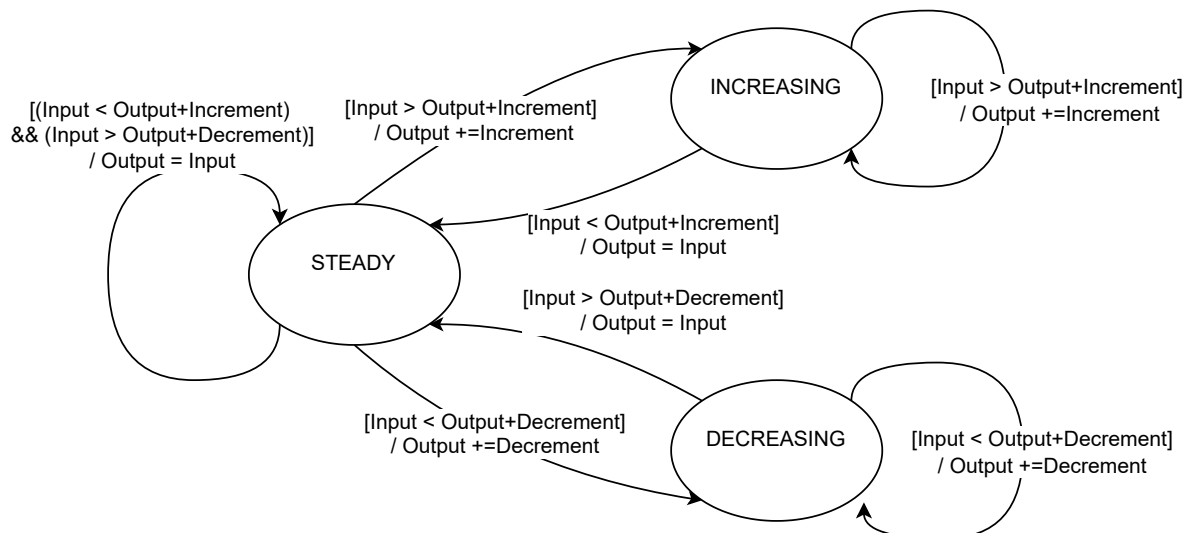 INCREASING
[Input > Output+Increment]
/ Output +=Increment
[(Input < Output+Increment)
&& (Input > Output+Decrement)]
/ Output = Input
[Input > Output+Increment]
/ Output +=Increment
[Input < Output+Increment]
/ Output = Input
STEADY
[Input > Output+Decrement]
/ Output = Input
[Input < Output+Decrement]
/ Output +=Decrement
DECREASING
[Input < Output+Decrement]
/ Output +=Decrement